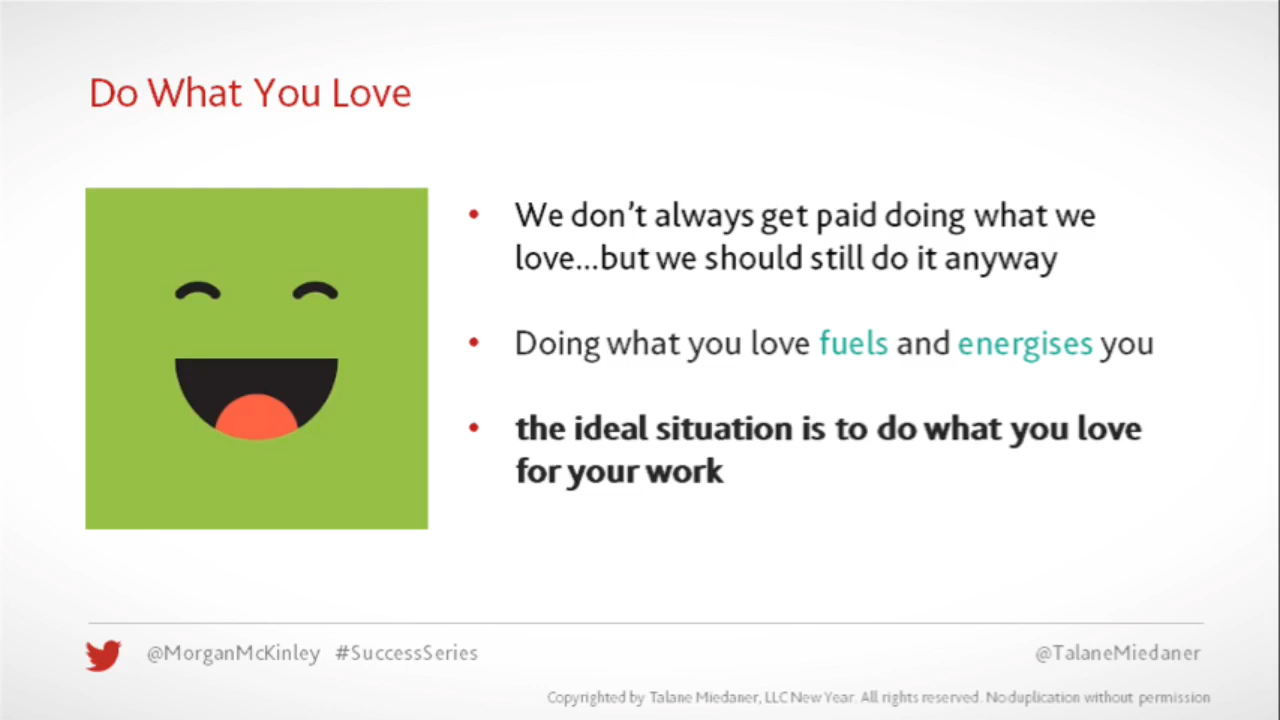 Do What You Love
• We don't always get paid doing what we
love...but we should still do it anyway
• Doing what you love fuels and energises you
• the ideal situation is to do what you love
for your work
@MorganMcKinley #SuccessSeries
@TalaneMiedaner
Copyrighted by Talane Miedaner, LLC New Year. All rights reserved. No duplication without permission